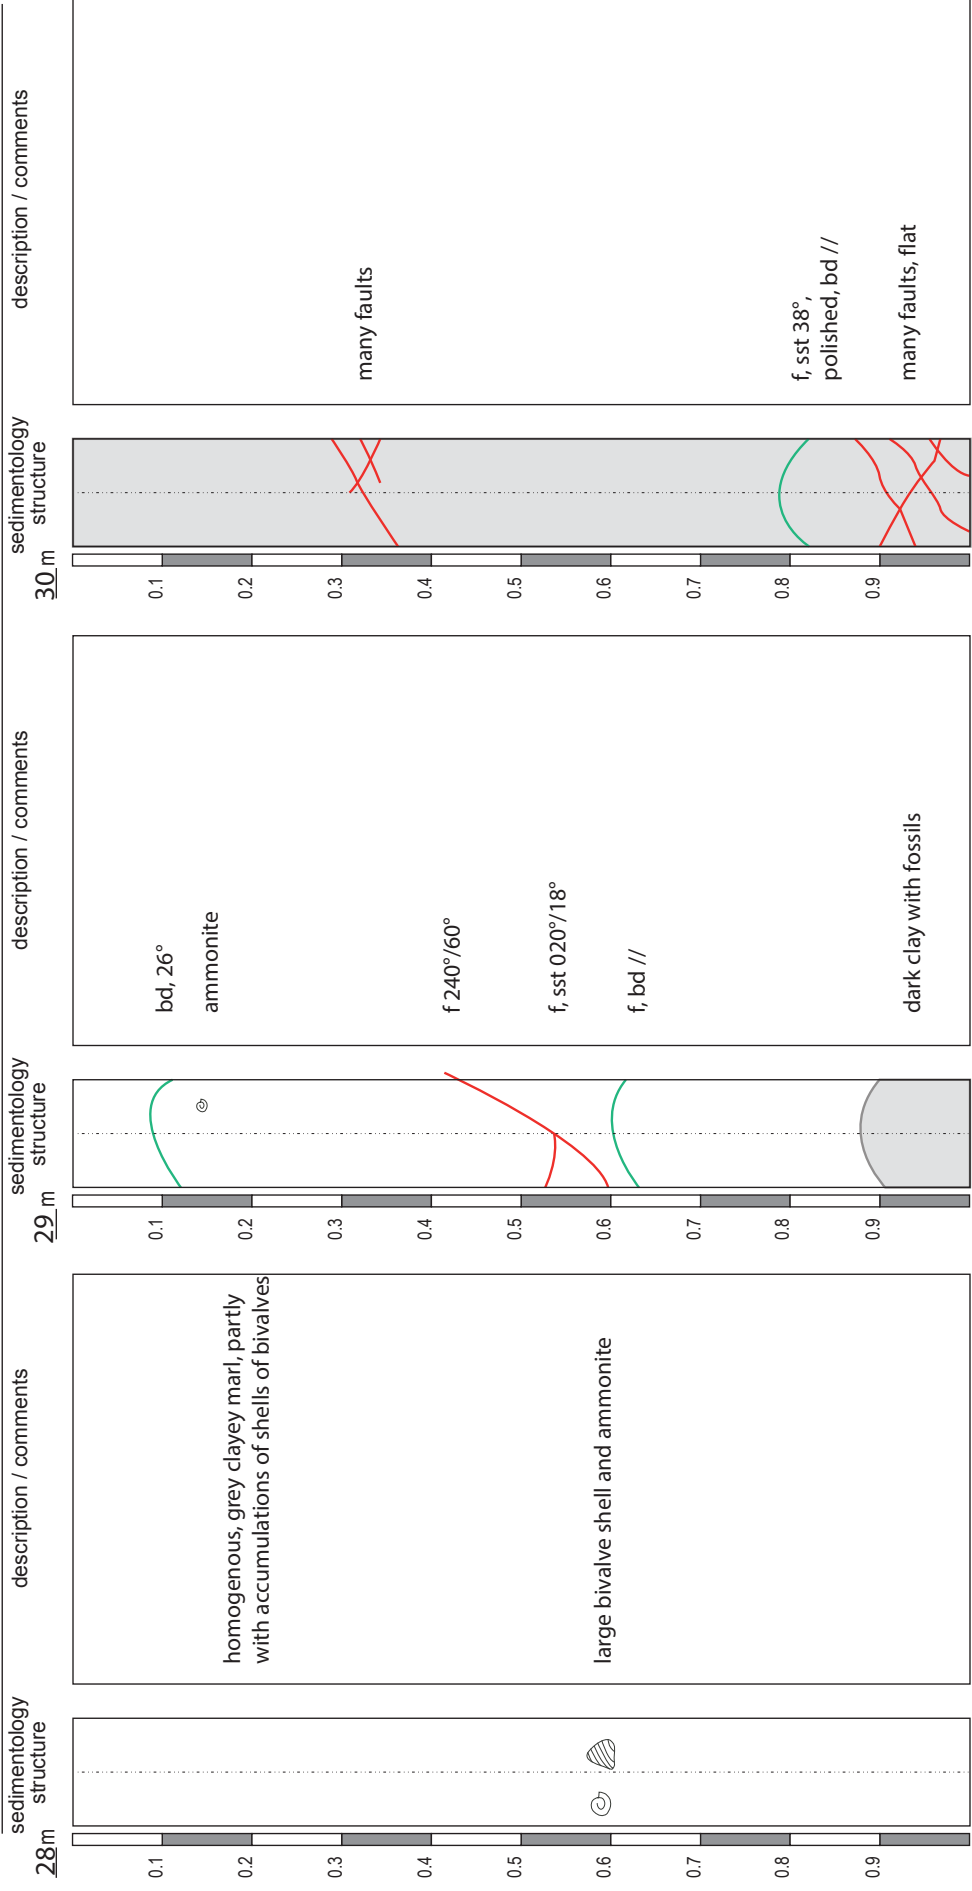 28m
sedimentology
structure
description / comments
0.1
0.2
0.3
0.4
0.5
0.6
0.7
0.8
0.9
homogenous, grey clayey marl, partly
with accumulations of shells of bivalves
large bivalve shell and ammonite
29 m
sedimentology
structure
description / comments
0.1
0.2
0.3
0.4
0.5
0.6
0.7
0.8
0.9
bd, 26°
ammonite
f 240°/60°
f, sst 020°/18°
f, bd //
dark clay with fossils
30 m
sedimentology
structure
description / comments
0.1
0.2
0.3
0.4
0.5
0.6
0.7
0.8
0.9
many faults
f, sst 38°,
polished, bd //
many faults, flat